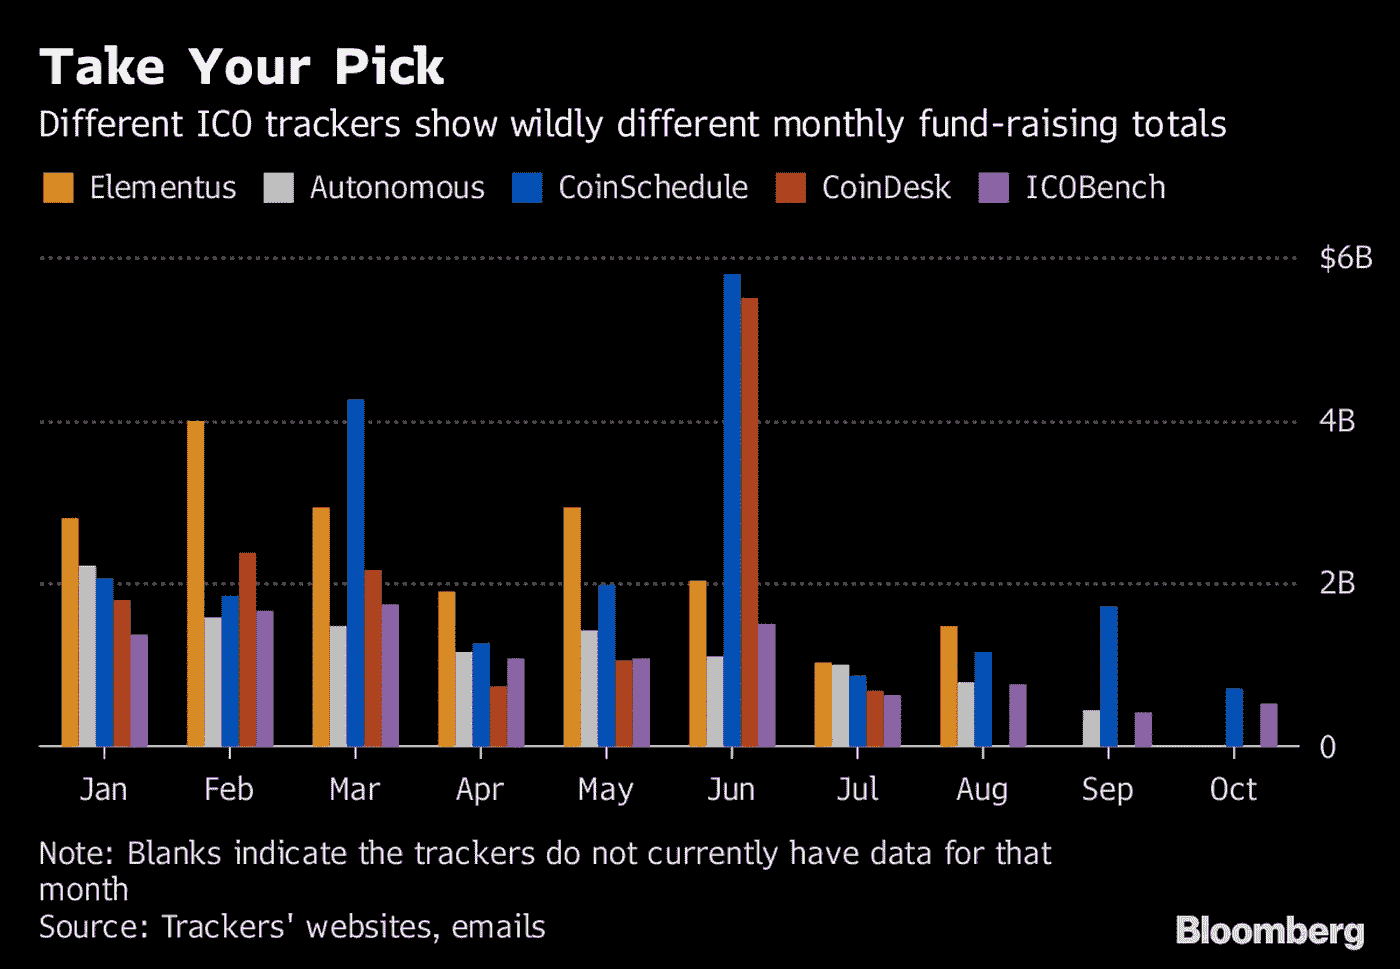 Take Your Pick
Different ICO trackers show wildly different monthly fund-raising totals
Elementus Autonomous CoinSchedule CoinDesk ICOBench
$6B
4B
2B
0
Jan Feb Mar Apr May Jun Jul Aug Sep Oct
Note: Blanks indicate the trackers do not currently have data for that
month
Source: Trackers' websites, emails
Bloomberg